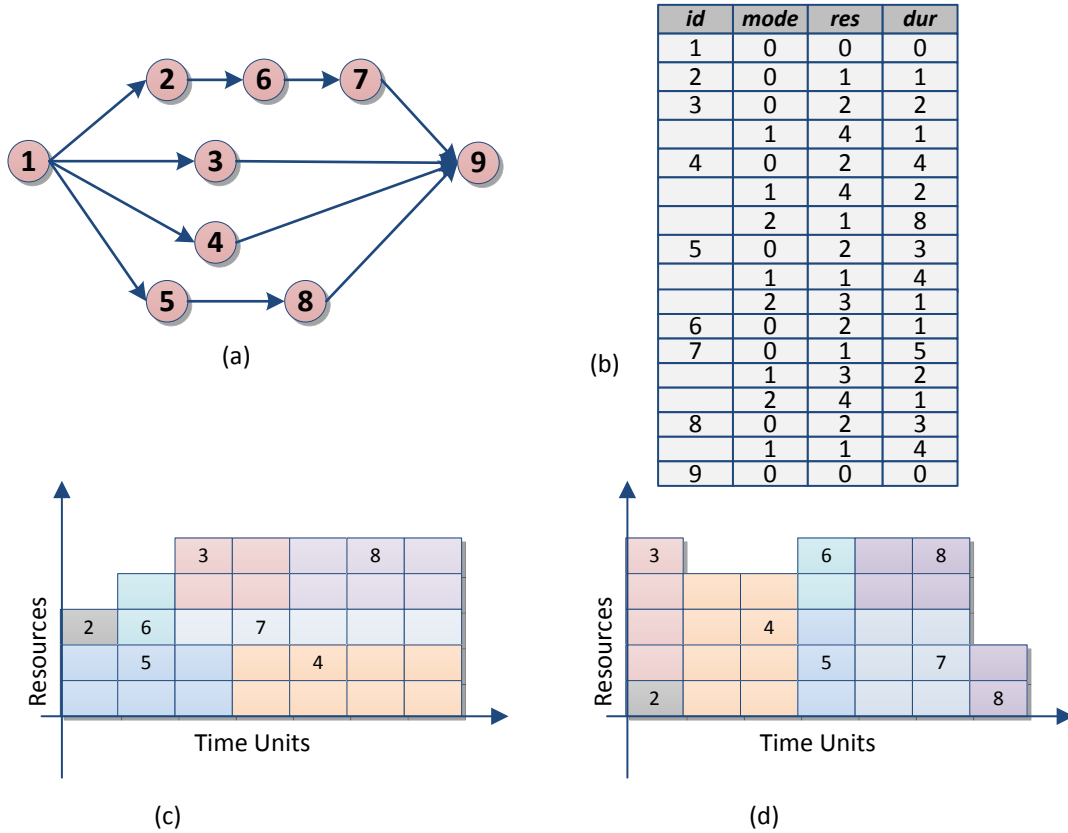 2 6 7
1 3 9
4
5 8
(a)
id mode res dur
1 0 0 0
2 0 1 1
3 0 2 2
1 4 1
4 0 2 4
1 4 2
2 1 8
5 0 2 3
1 1 4
2 3 1
6 0 2 1
7 0 1 5
1 3 2
2 4 1
8 0 2 3
1 1 4
9 0 0 0
(b)
Resources
3 8
2 6 7
5 4
Time Units
(c)
Resources
3 6 8
4
5 7
2 8
Time Units
(d)